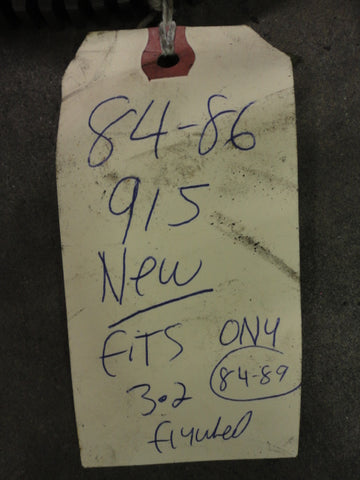 84-86
915
New
FiTS ONY
3.2 84-89
flywheel